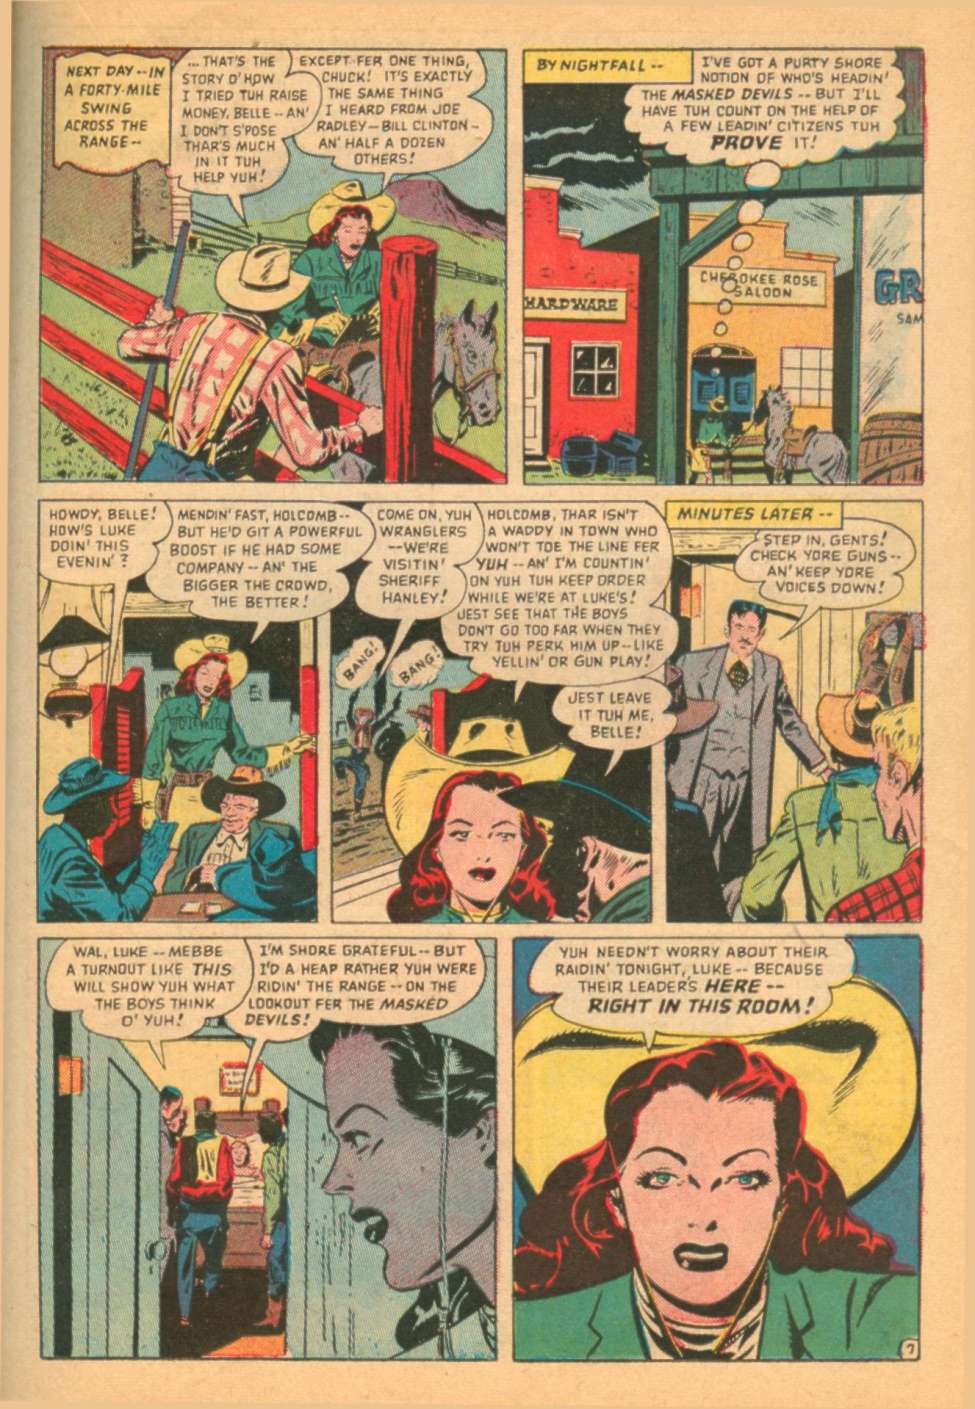 NEXT DAY -- IN
A FORTY-MILE
SWING
ACROSS THE
RANGE --
... THAT'S THE
STORY O' HOW
I TRIED TUH RAISE
MONEY, BELLE -- AN'
I DON'T S'POSE
THAR'S MUCH
IN IT TUH
HELP YUH!
EXCEPT FER ONE THING,
CHUCK! IT'S EXACTLY
THE SAME THING
I HEARD FROM JOE
RADLEY -- BILL CLINTON --
AN' HALF A DOZEN
OTHERS!
BY NIGHTFALL --
I'VE GOT A PURTY SHORE
NOTION OF WHO'S HEADIN'
THE MASKED DEVILS -- BUT I'LL
HAVE TUH COUNT ON THE HELP OF
A FEW LEADIN' CITIZENS TUH
PROVE IT!
CHEROKEE ROSE
SALOON
HARDWARE
GR
SAM
HOWDY, BELLE!
HOW'S LUKE
DOIN' THIS
EVENIN'?
MENDIN' FAST, HOLCOMB --
BUT HE'D GIT A POWERFUL
BOOST IF HE HAD SOME
COMPANY -- AN' THE
BIGGER THE CROWD,
THE BETTER!
COME ON, YUH
WRANGLERS
-- WE'RE
VISITIN'
SHERIFF
HANLEY!
BANG!
BANG!
HOLCOMB, THAR ISN'T
A WADDY IN TOWN WHO
WON'T TOE THE LINE FER
YUH -- AN' I'M COUNTIN'
ON YUH TUH KEEP ORDER
WHILE WE'RE AT LUKE'S!
JEST SEE THAT THE BOYS
DON'T GO TOO FAR WHEN THEY
TRY TUH PERK HIM UP -- LIKE
YELLIN' OR GUN PLAY!
JEST LEAVE
IT TUH ME,
BELLE!
MINUTES LATER --
STEP IN, GENTS!
CHECK YORE GUNS --
AN' KEEP YORE
VOICES DOWN!
WAL, LUKE -- MEBBE
A TURNOUT LIKE THIS
WILL SHOW YUH WHAT
THE BOYS THINK
O' YUH!
I'M SHORE GRATEFUL -- BUT
I'D A HEAP RATHER YUH WERE
RIDIN' THE RANGE -- ON THE
LOOKOUT FER THE MASKED
DEVILS!
YUH NEEDN'T WORRY ABOUT THEIR
RAIDIN' TONIGHT, LUKE -- BECAUSE
THEIR LEADER'S HERE --
RIGHT IN THIS ROOM!
7